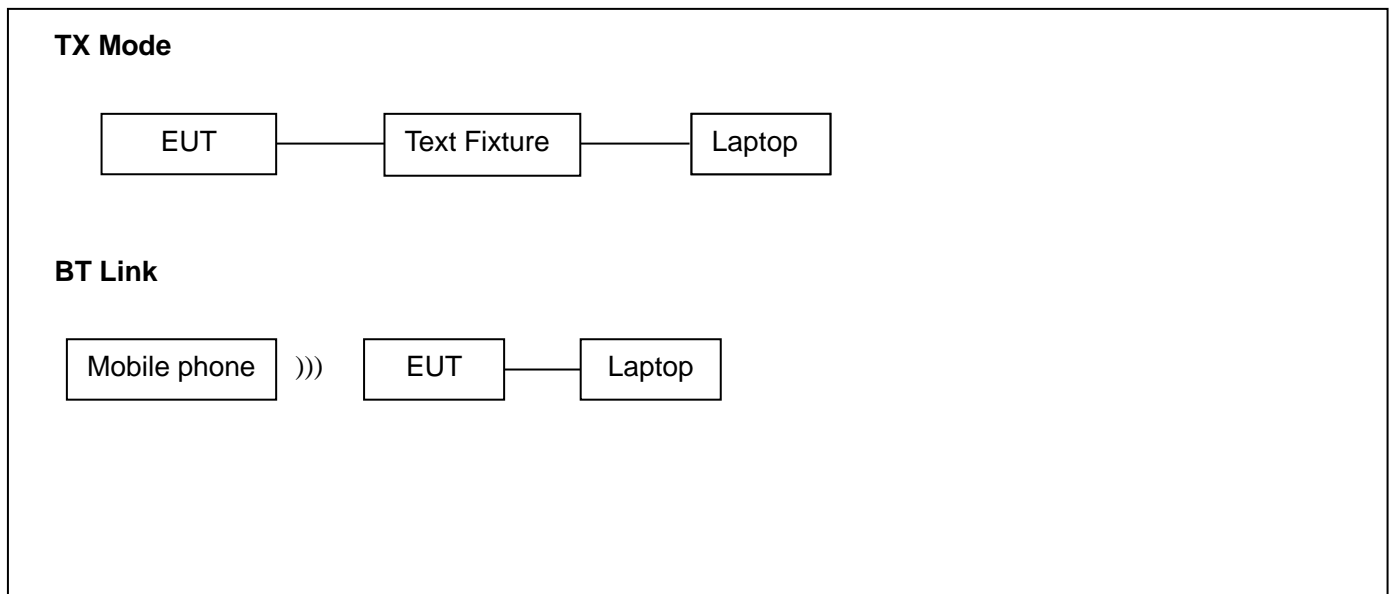 TX Mode
EUT Text Fixture Laptop
BT Link
Mobile phone ))) EUT Laptop